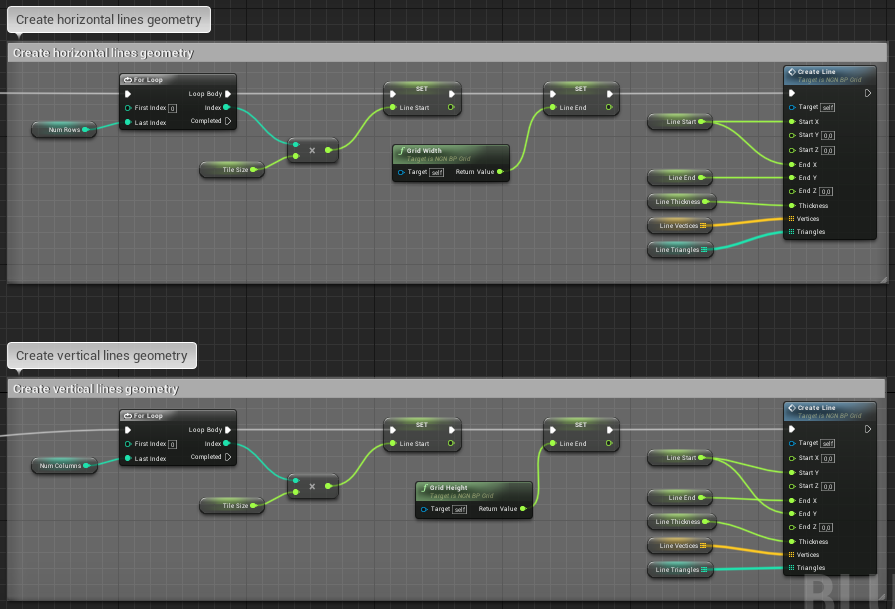 Create horizontal lines geometry
Create horizontal lines geometry
For Loop
Loop Body
First Index 0
Index
Last Index
Completed
Num Rows
Tile Size
×
SET
Line Start
Grid Width
Target is NGN BP Grid
Target self
Return Value
SET
Line End
Line Start
Line End
Line Thickness
Line Vertices
Line Triangles
Create Line
Target is NGN BP Grid
Target self
Start X
Start Y 0,0
Start Z 0,0
End X
End Y
End Z 0,0
Thickness
Vertices
Triangles
Create vertical lines geometry
Create vertical lines geometry
For Loop
Loop Body
First Index 0
Index
Last Index
Completed
Num Columns
Tile Size
×
SET
Line Start
Grid Height
Target is NGN BP Grid
Target self
Return Value
SET
Line End
Line Start
Line End
Line Thickness
Line Vertices
Line Triangles
Create Line
Target is NGN BP Grid
Target self
Start X 0,0
Start Y
Start Z 0,0
End X
End Y
End Z 0,0
Thickness
Vertices
Triangles